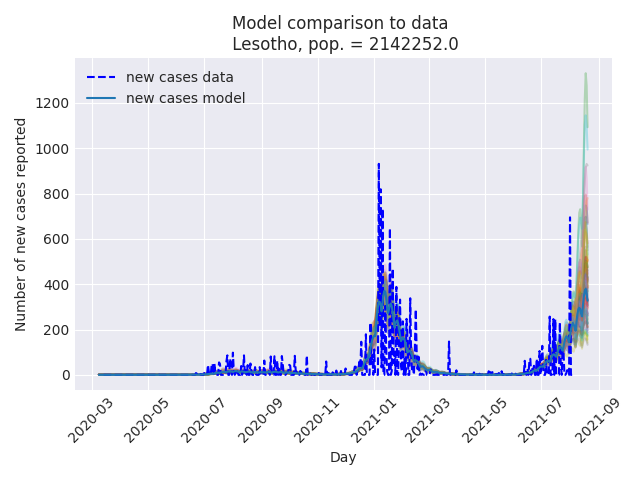 Model comparison to data
Lesotho, pop. = 2142252.0
new cases data
new cases model
Number of new cases reported
1200
1000
800
600
400
200
0
2020-03
2020-05
2020-07
2020-09
2020-11
2021-01
2021-03
2021-05
2021-07
2021-09
Day